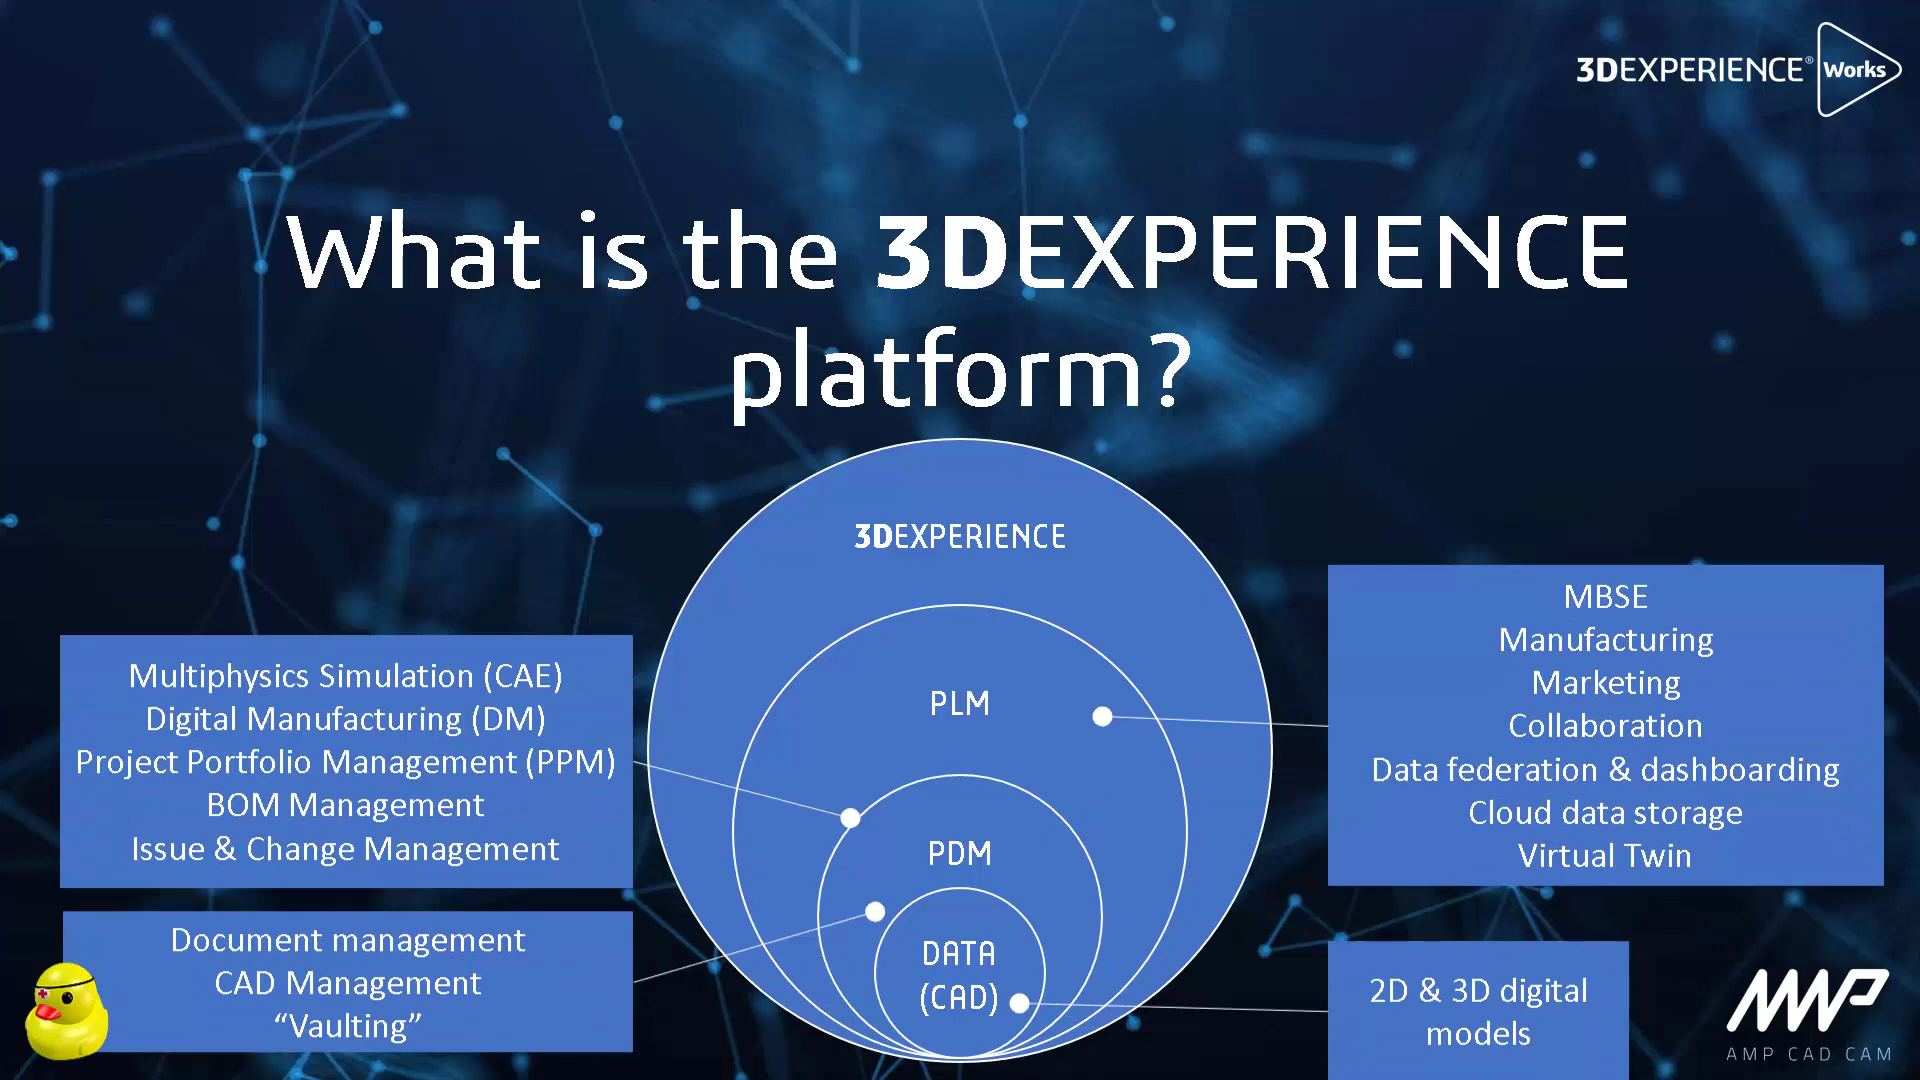 3DEXPERIENCE® Works
What is the 3DEXPERIENCE
platform?
3DEXPERIENCE
PLM
PDM
DATA
(CAD)
Multiphysics Simulation (CAE)
Digital Manufacturing (DM)
Project Portfolio Management (PPM)
BOM Management
Issue & Change Management
Document management
CAD Management
“Vaulting”
MBSE
Manufacturing
Marketing
Collaboration
Data federation & dashboarding
Cloud data storage
Virtual Twin
2D & 3D digital
models
AMP CAD CAM